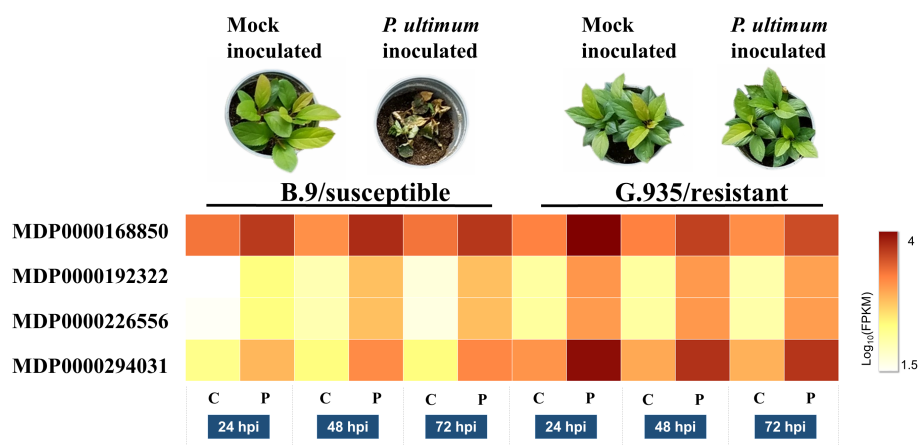 Mock
inoculated
P. ultimum
inoculated
Mock
inoculated
P. ultimum
inoculated
B.9/susceptible
G.935/resistant
MDP0000168850
MDP0000192322
MDP0000226556
MDP0000294031
4
Log10(FPKM)
1.5
C P C P C P C P C P C P
24 hpi 48 hpi 72 hpi 24 hpi 48 hpi 72 hpi